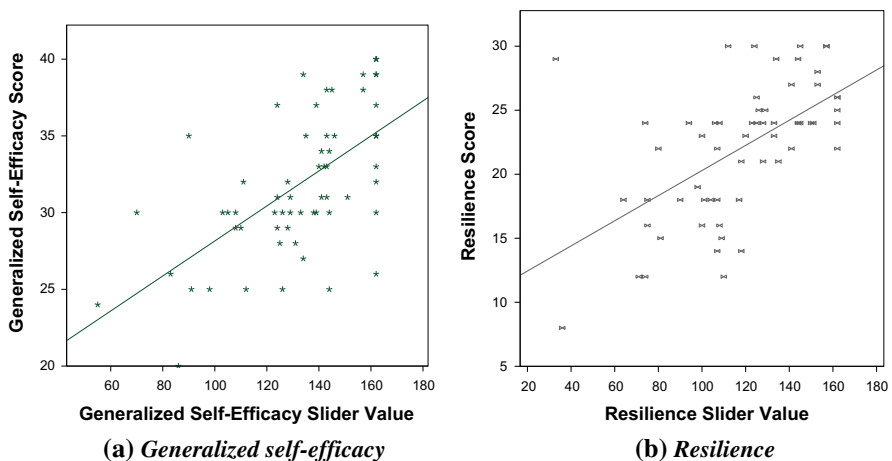 40
35
30
25
20
Generalized Self-Efficacy Score
60 80 100 120 140 160 180
Generalized Self-Efficacy Slider Value
(a) Generalized self-efficacy
30
25
20
15
10
5
Resilience Score
20 40 60 80 100 120 140 160 180
Resilience Slider Value
(b) Resilience